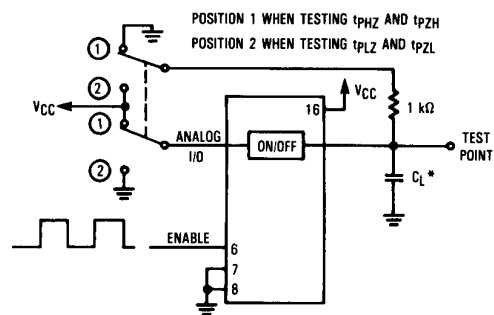 POSITION 1 WHEN TESTING tPHZ AND tPZH
POSITION 2 WHEN TESTING tPLZ AND tPZL
1
2
VCC
1
2
ANALOG
I/O
ON/OFF
16
VCC
1 kΩ
TEST
POINT
CL*
ENABLE
6
7
8